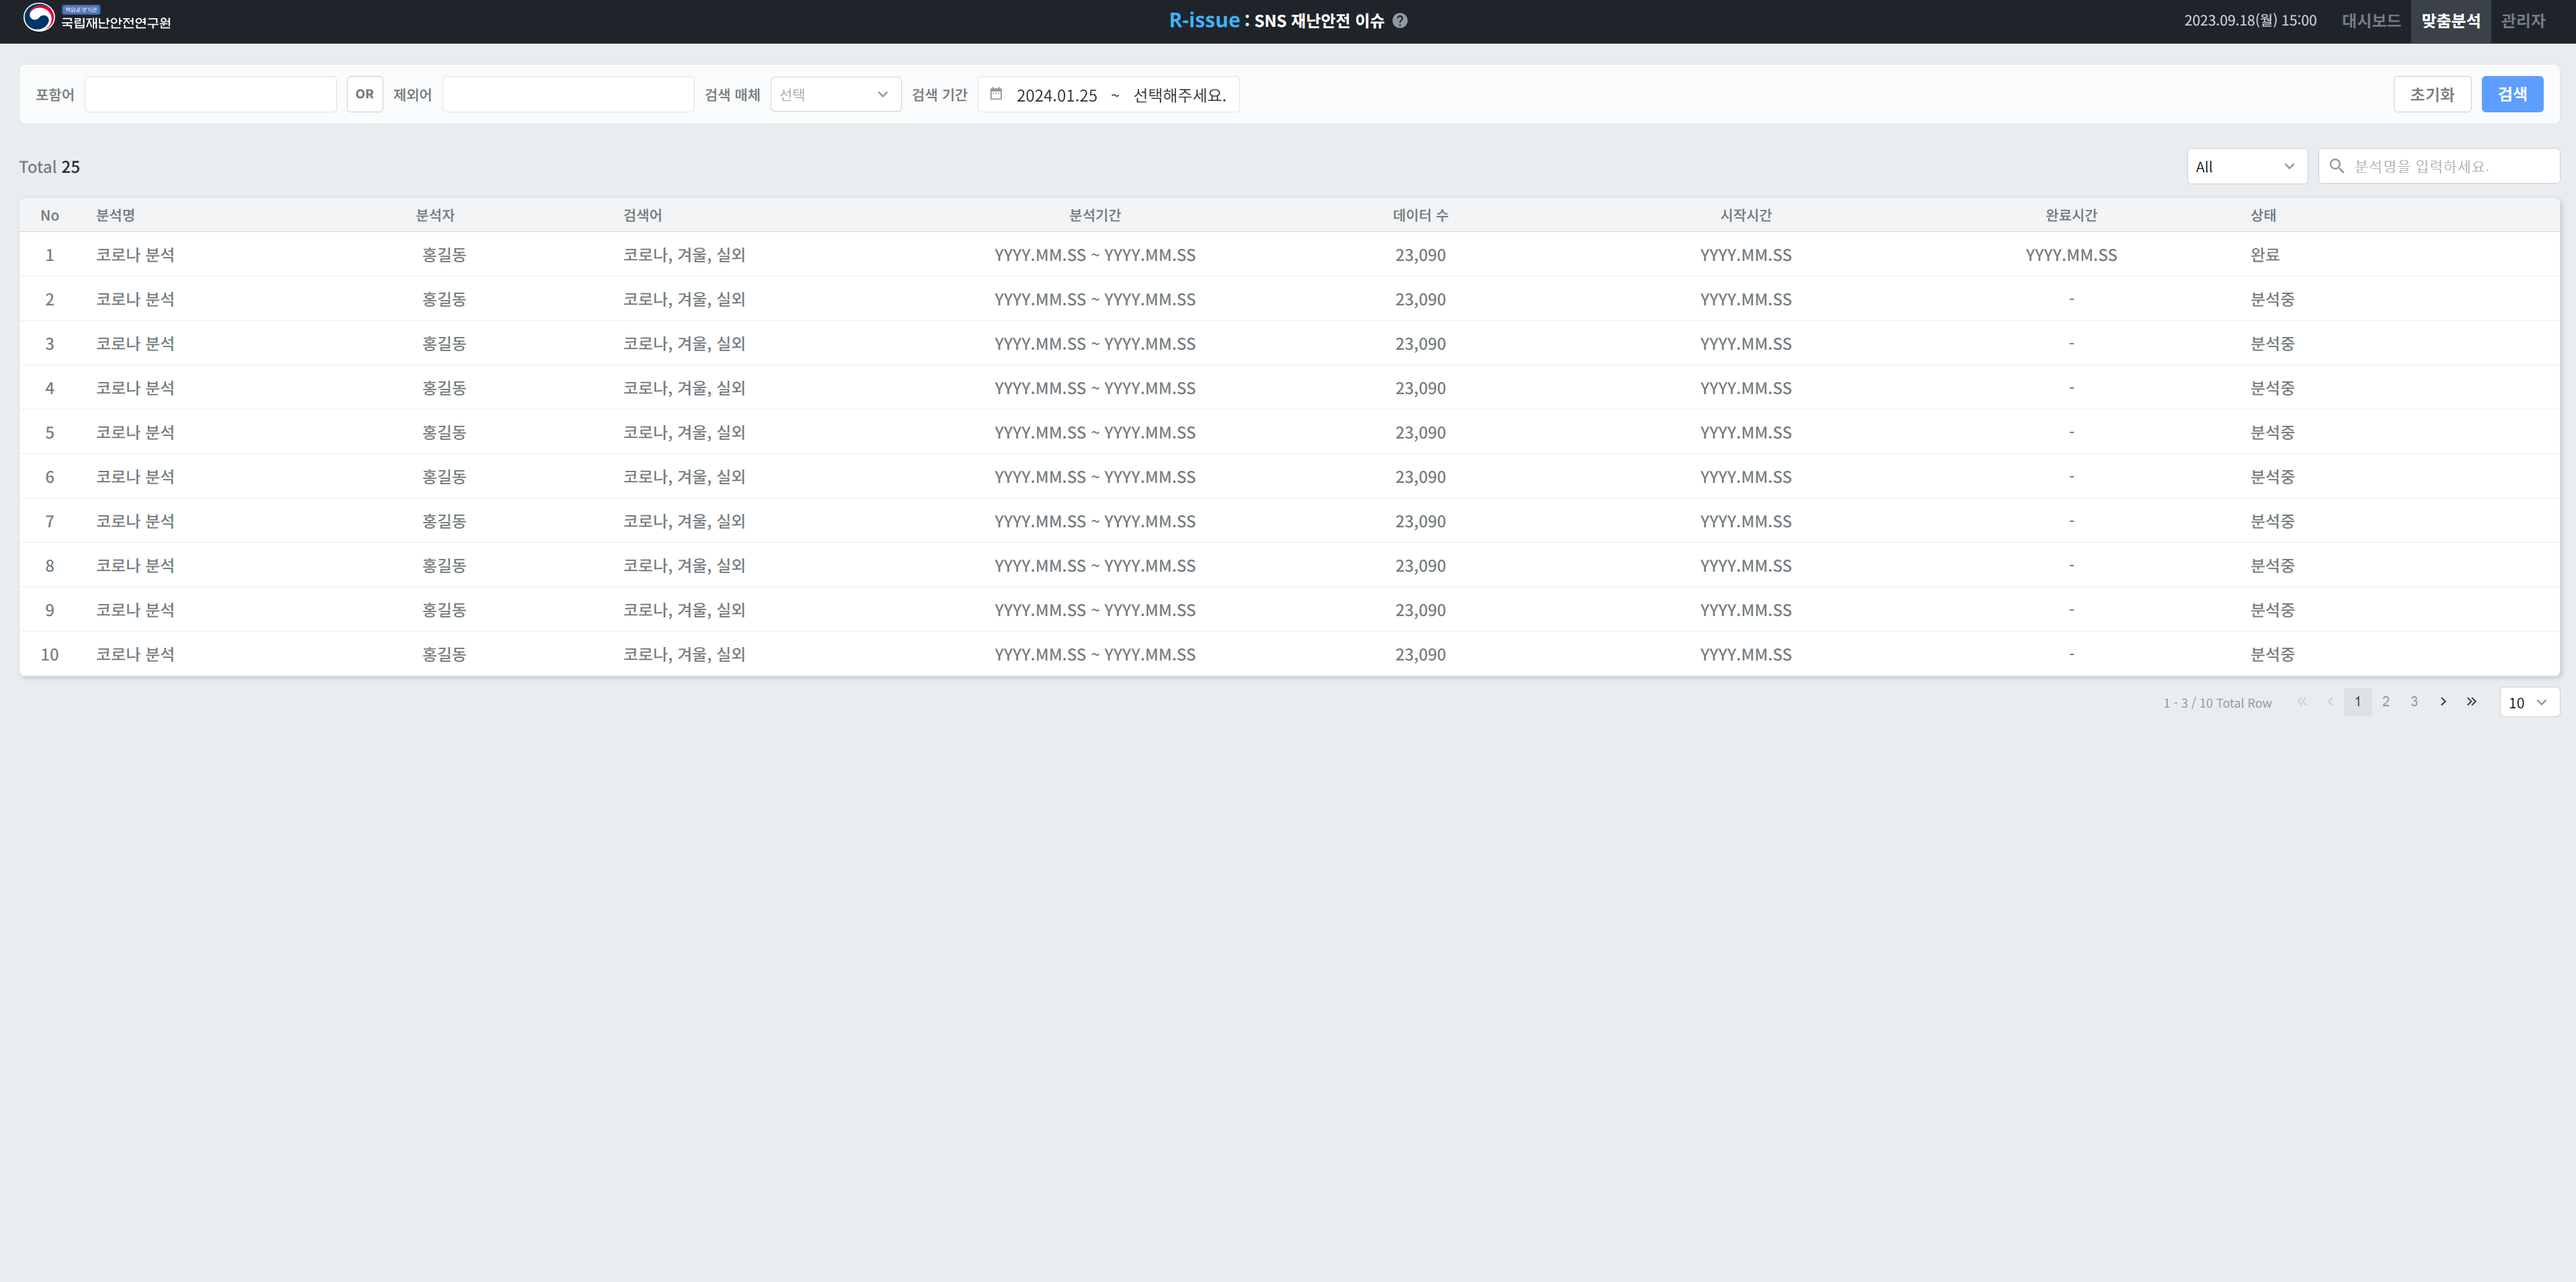 책임운영기관
국립재난안전연구원
R-issue : SNS 재난안전 이슈 ?
2023.09.18(월) 15:00 대시보드 맞춤분석 관리자
포함어 OR 제외어 검색 매체 선택 검색 기간 2024.01.25 ~ 선택해주세요. 초기화 검색
Total 25 All 분석명을 입력하세요.
No 분석명 분석자 검색어 분석기간 데이터 수 시작시간 완료시간 상태
1 코로나 분석 홍길동 코로나, 겨울, 실외 YYYY.MM.SS ~ YYYY.MM.SS 23,090 YYYY.MM.SS YYYY.MM.SS 완료
2 코로나 분석 홍길동 코로나, 겨울, 실외 YYYY.MM.SS ~ YYYY.MM.SS 23,090 YYYY.MM.SS - 분석중
3 코로나 분석 홍길동 코로나, 겨울, 실외 YYYY.MM.SS ~ YYYY.MM.SS 23,090 YYYY.MM.SS - 분석중
4 코로나 분석 홍길동 코로나, 겨울, 실외 YYYY.MM.SS ~ YYYY.MM.SS 23,090 YYYY.MM.SS - 분석중
5 코로나 분석 홍길동 코로나, 겨울, 실외 YYYY.MM.SS ~ YYYY.MM.SS 23,090 YYYY.MM.SS - 분석중
6 코로나 분석 홍길동 코로나, 겨울, 실외 YYYY.MM.SS ~ YYYY.MM.SS 23,090 YYYY.MM.SS - 분석중
7 코로나 분석 홍길동 코로나, 겨울, 실외 YYYY.MM.SS ~ YYYY.MM.SS 23,090 YYYY.MM.SS - 분석중
8 코로나 분석 홍길동 코로나, 겨울, 실외 YYYY.MM.SS ~ YYYY.MM.SS 23,090 YYYY.MM.SS - 분석중
9 코로나 분석 홍길동 코로나, 겨울, 실외 YYYY.MM.SS ~ YYYY.MM.SS 23,090 YYYY.MM.SS - 분석중
10 코로나 분석 홍길동 코로나, 겨울, 실외 YYYY.MM.SS ~ YYYY.MM.SS 23,090 YYYY.MM.SS - 분석중
1 - 3 / 10 Total Row « ‹ 1 2 3 › » 10